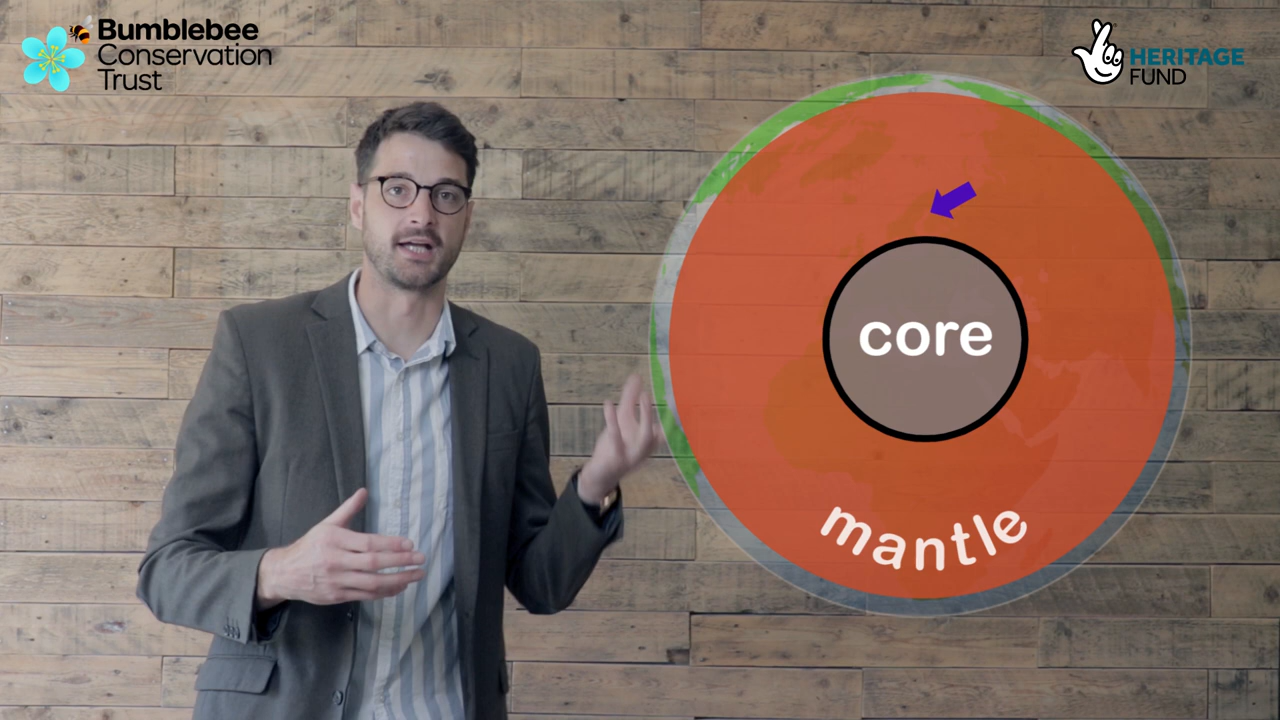 Bumblebee
Conservation
Trust
HERITAGE
FUND
core
mantle